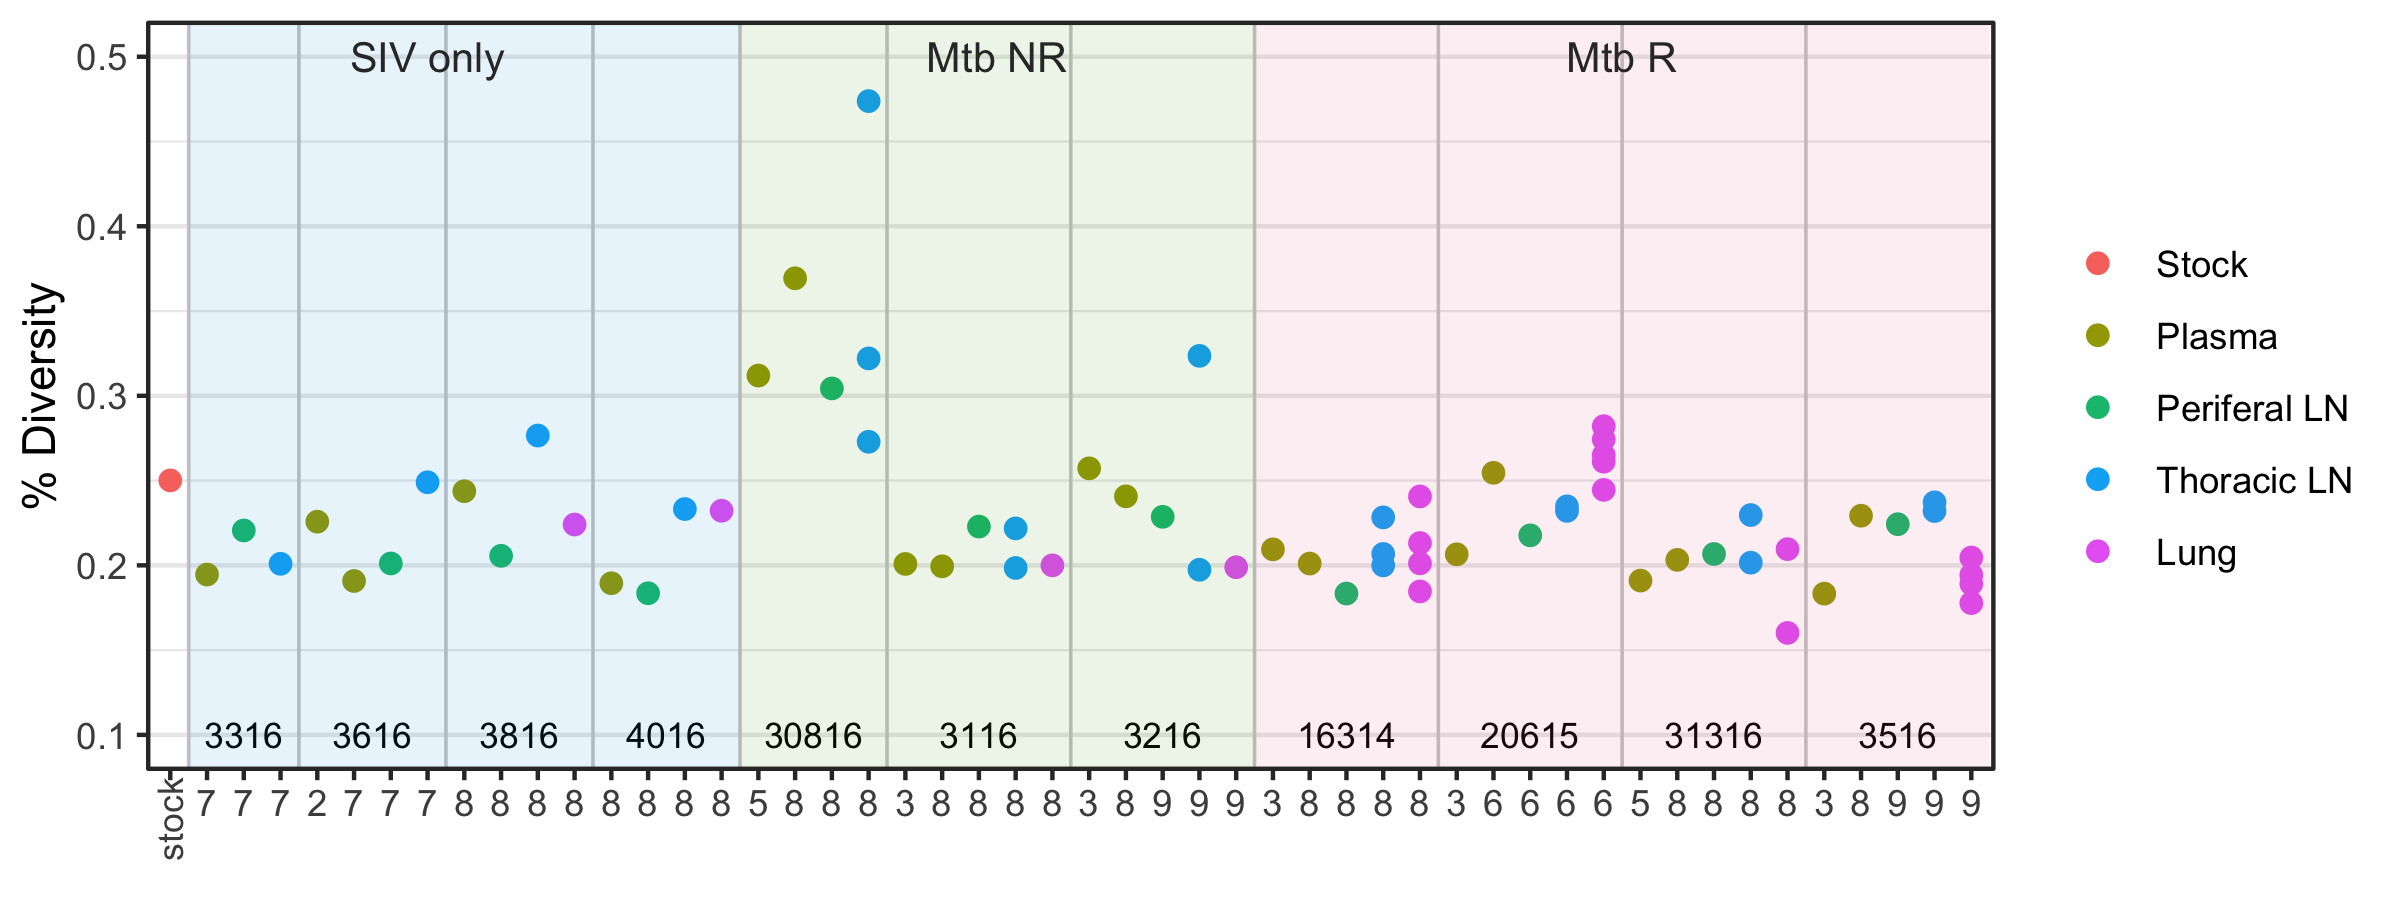 SIV only
Mtb NR
Mtb R
% Diversity
0.5
0.4
0.3
0.2
0.1
3316 3616 3816 4016 30816 3116 3216 16314 20615 31316 3516
stock 7 7 7 2 7 7 7 8 8 8 8 8 8 8 8 5 8 8 8 3 8 8 8 8 3 8 9 9 9 3 8 8 8 8 3 6 6 6 6 5 8 8 8 8 3 8 9 9 9
Stock
Plasma
Periferal LN
Thoracic LN
Lung